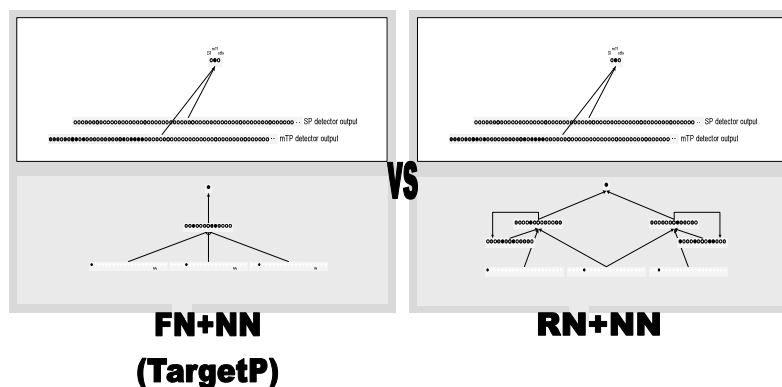 SP detector output
mTP detector output
SP detector output
mTP detector output
VS
FN+NN
(TargetP)
RN+NN